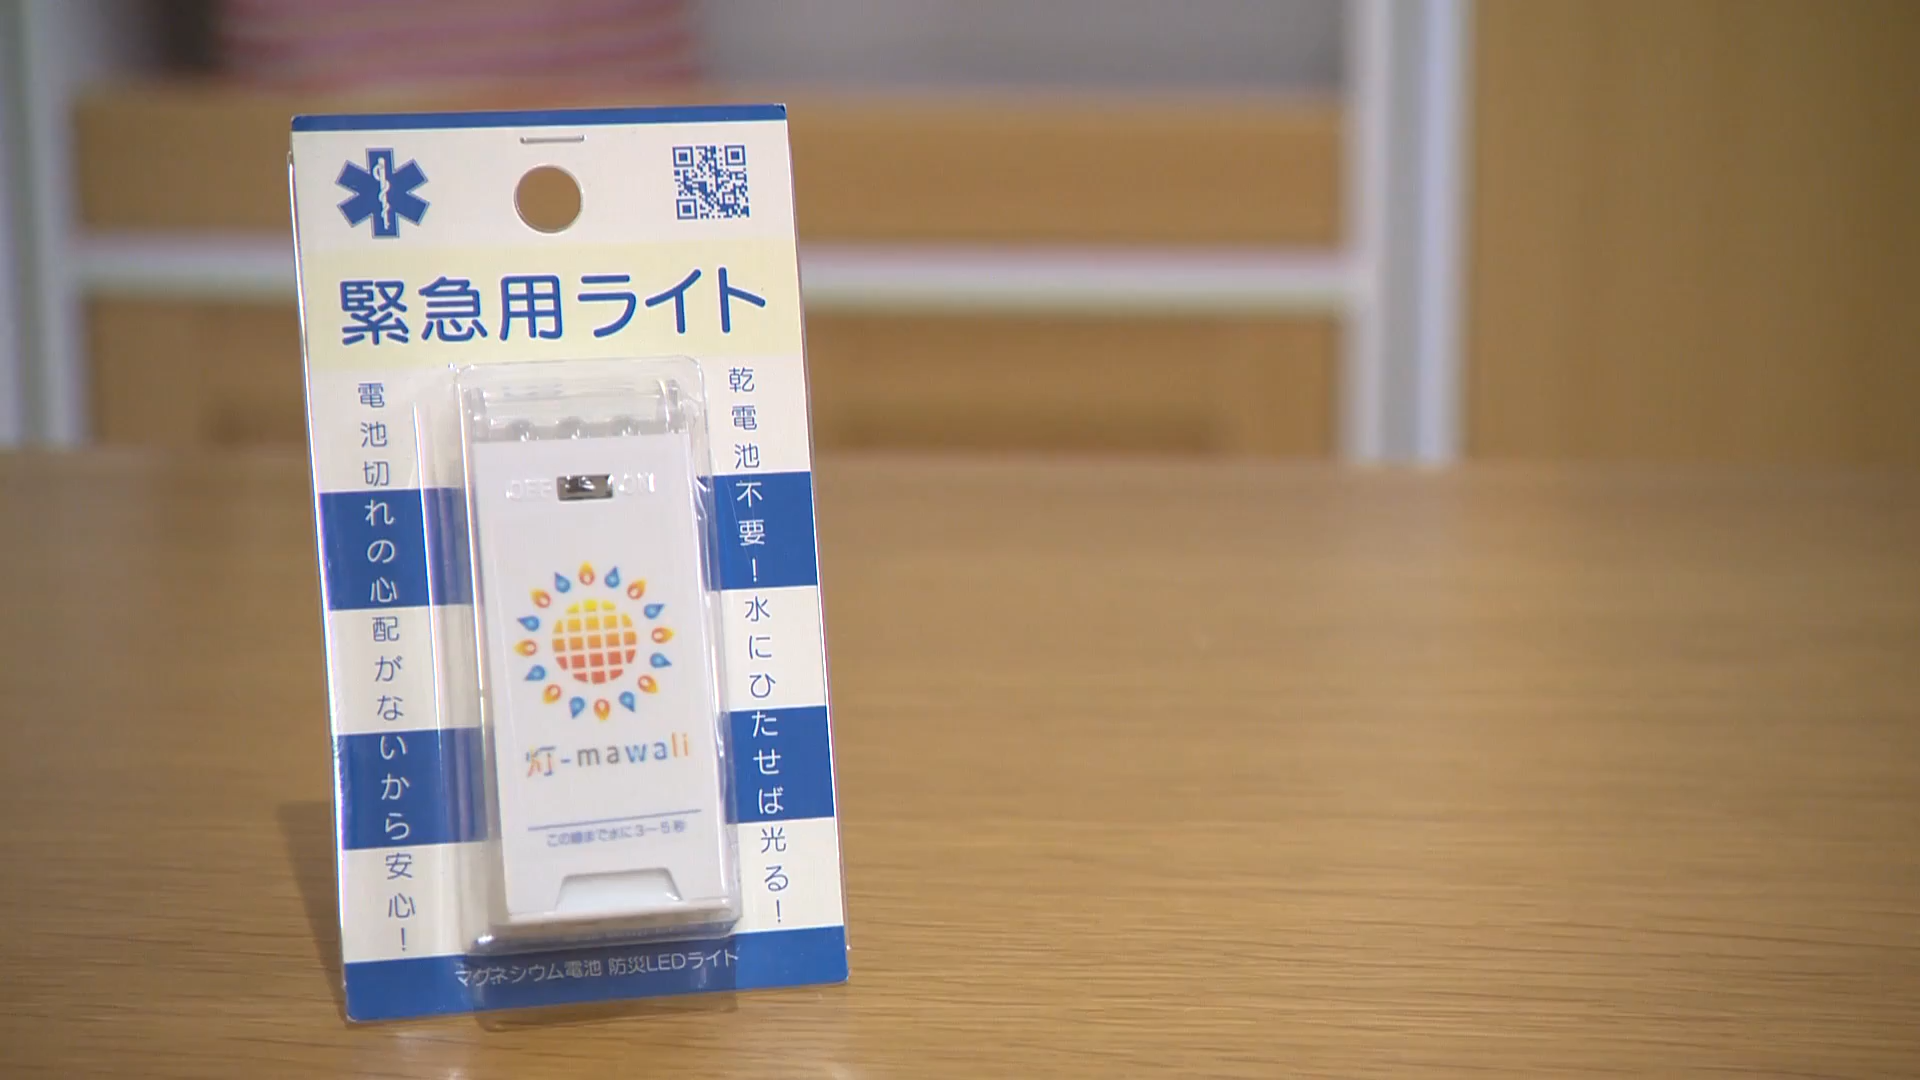 緊急用ライト
乾電池不要！水にひたせば光る！
電池切れの心配がないから安心！
OFF ON
灯-mawali
この線まで水に3～5秒
マグネシウム電池 防災LEDライト